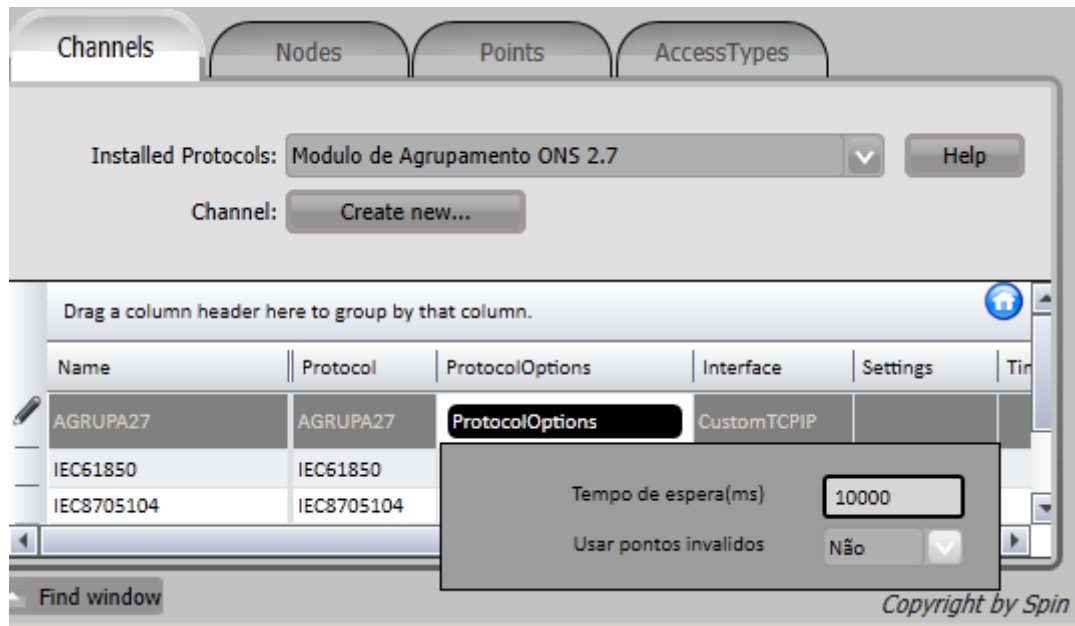 Channels Nodes Points AccessTypes
Installed Protocols: Modulo de Agrupamento ONS 2.7 Help
Channel: Create new...
Drag a column header here to group by that column.
Name Protocol ProtocolOptions Interface Settings Tir
AGRUPA27 AGRUPA27 ProtocolOptions CustomTCPIP
IEC61850 IEC61850
IEC8705104 IEC8705104
Tempo de espera(ms) 10000
Usar pontos invalidos Não
Find window
Copyright by Spin